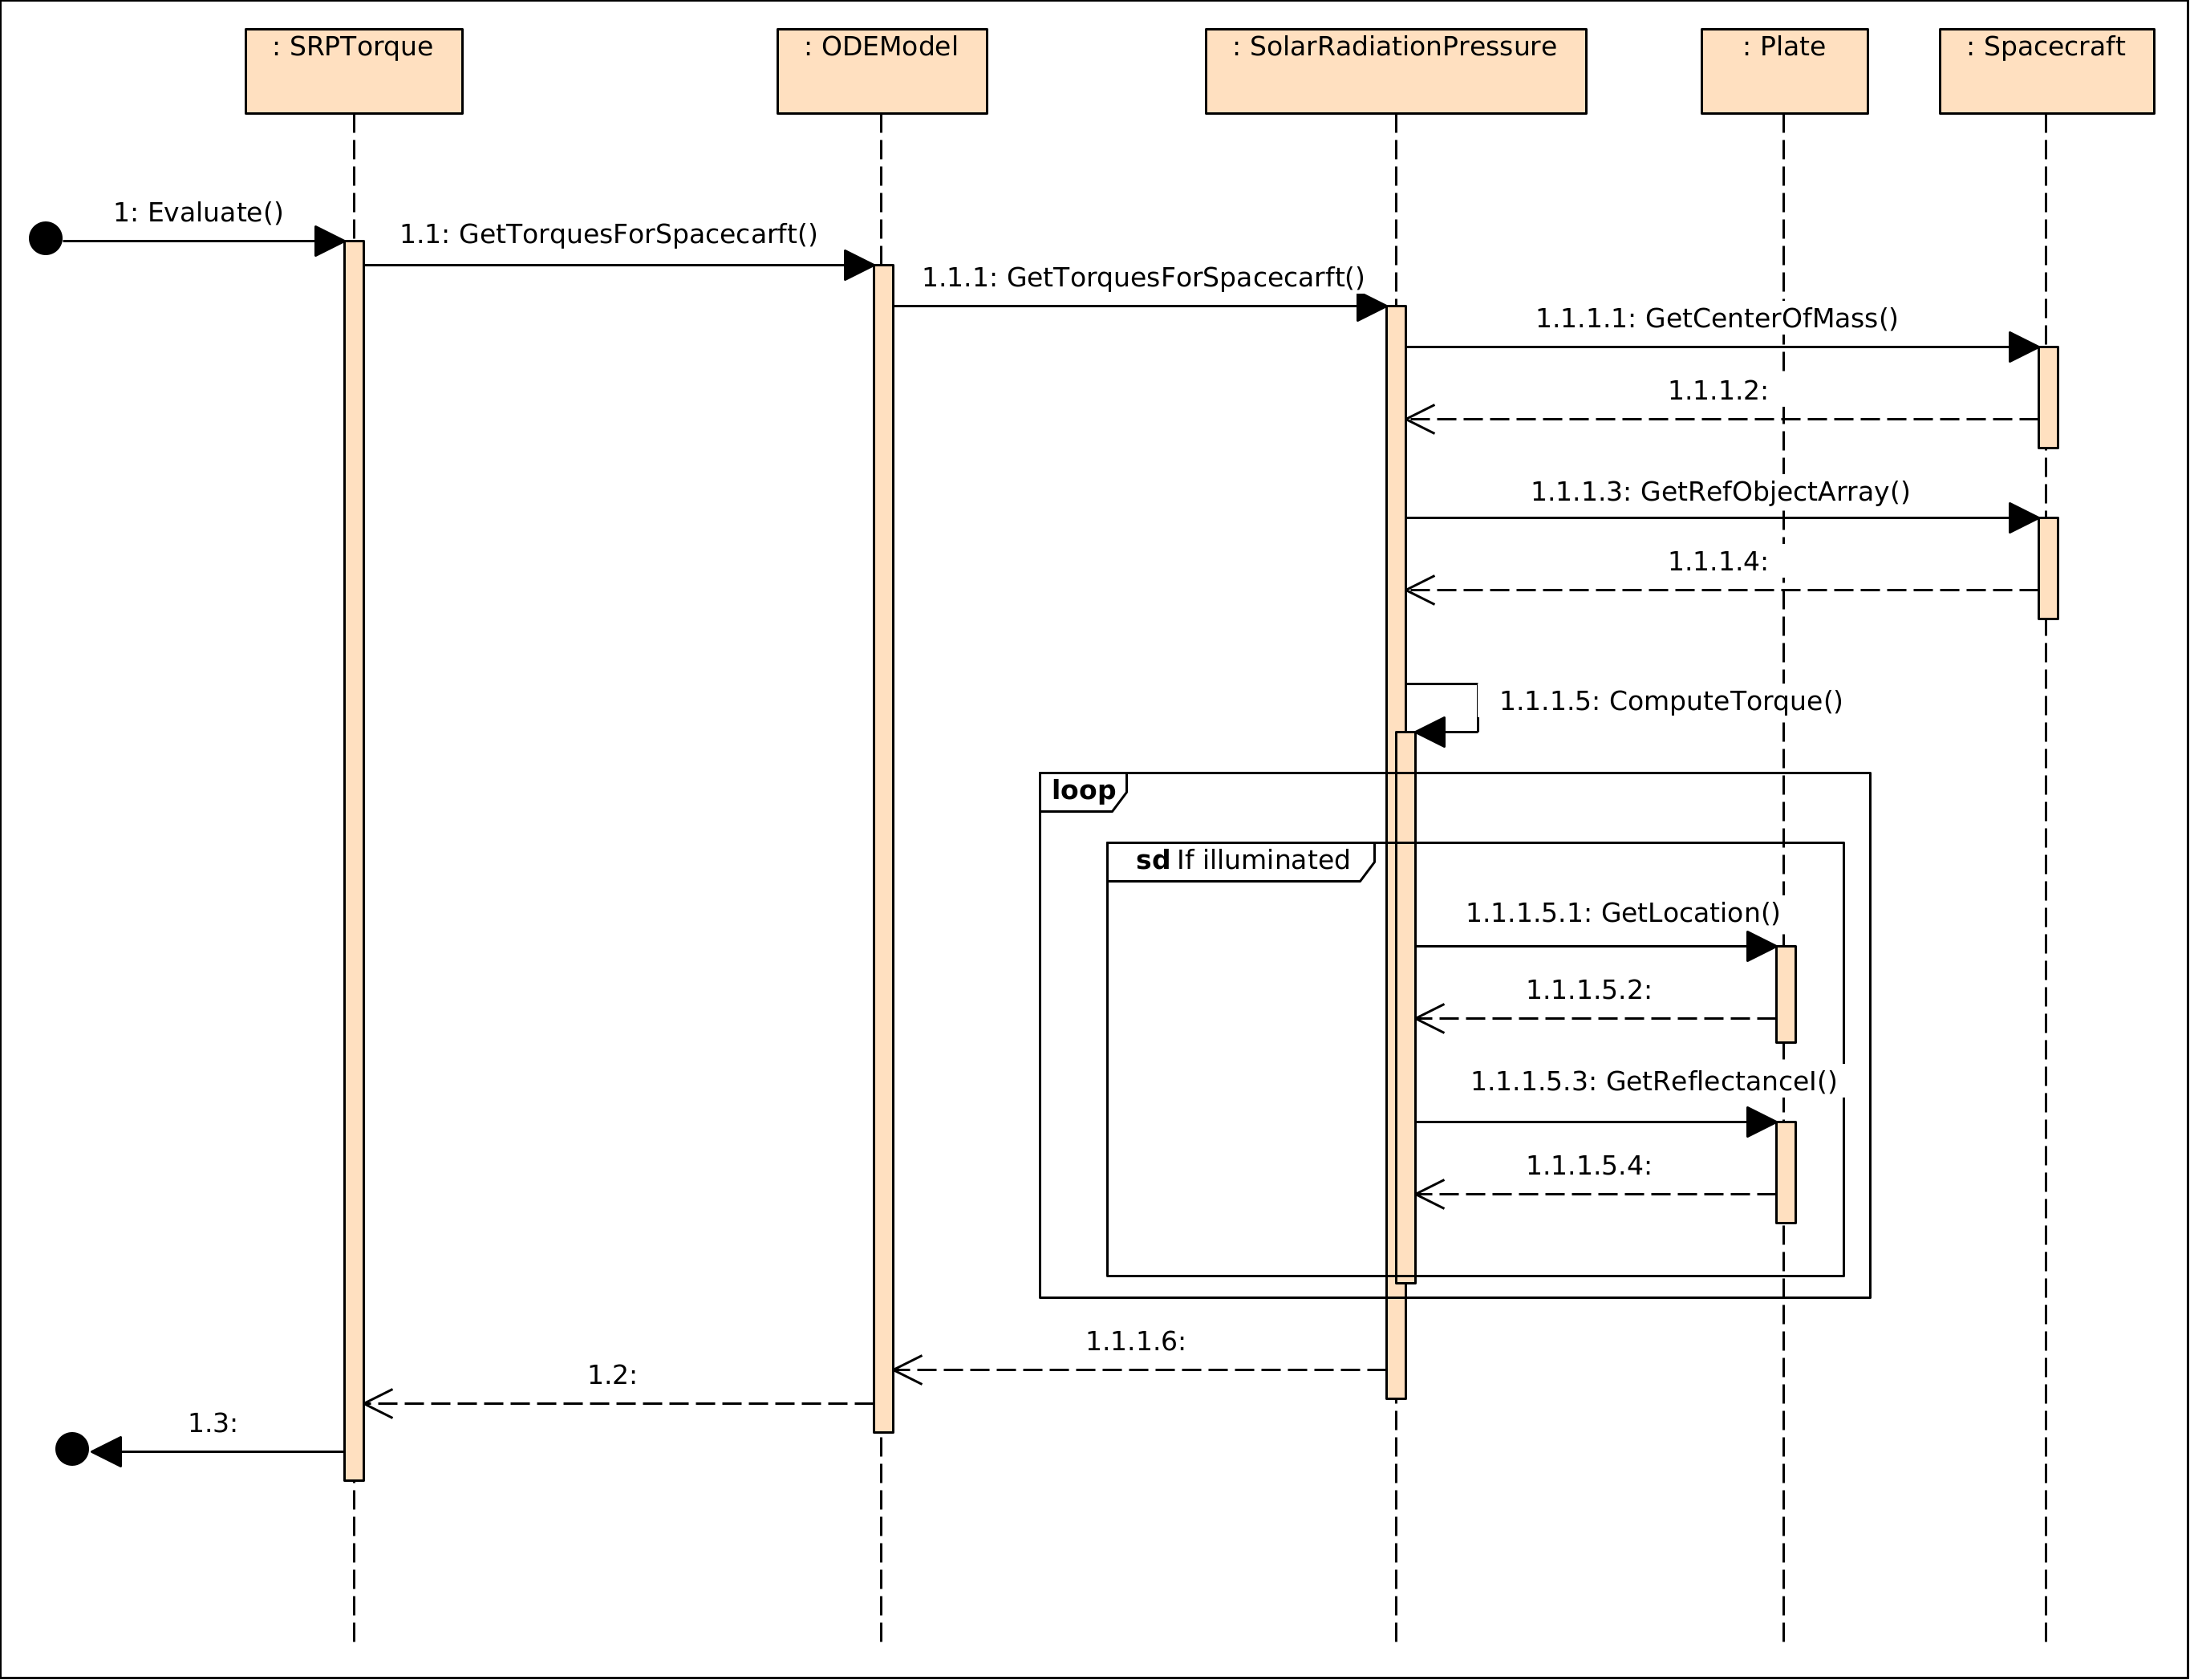 : SRPTorque
: ODEModel
: SolarRadiationPressure
: Plate
: Spacecraft
1: Evaluate()
1.1: GetTorquesForSpacecarft()
1.1.1: GetTorquesForSpacecarft()
1.1.1.1: GetCenterOfMass()
1.1.1.2:
1.1.1.3: GetRefObjectArray()
1.1.1.4:
1.1.1.5: ComputeTorque()
loop
sd If illuminated
1.1.1.5.1: GetLocation()
1.1.1.5.2:
1.1.1.5.3: GetReflectanceI()
1.1.1.5.4:
1.1.1.6:
1.2:
1.3: